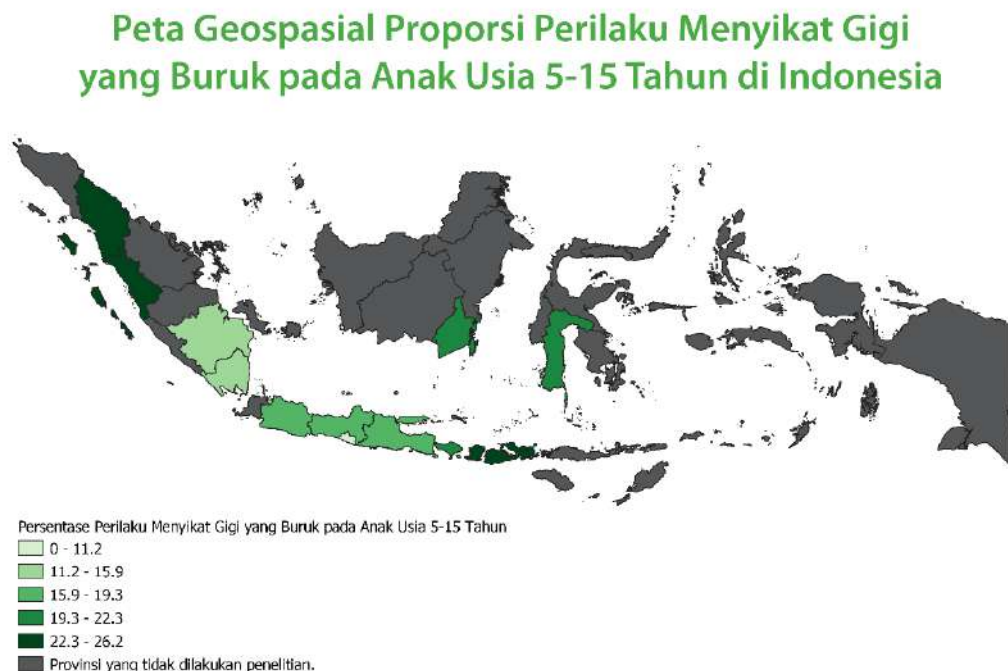 Peta Geospasial Proporsi Perilaku Menyikat Gigi
yang Buruk pada Anak Usia 5-15 Tahun di Indonesia
Persentase Perilaku Menyikat Gigi yang Buruk pada Anak Usia 5-15 Tahun
0 - 11.2
11.2 - 15.9
15.9 - 19.3
19.3 - 22.3
22.3 - 26.2
Provinsi yang tidak dilakukan penelitian.